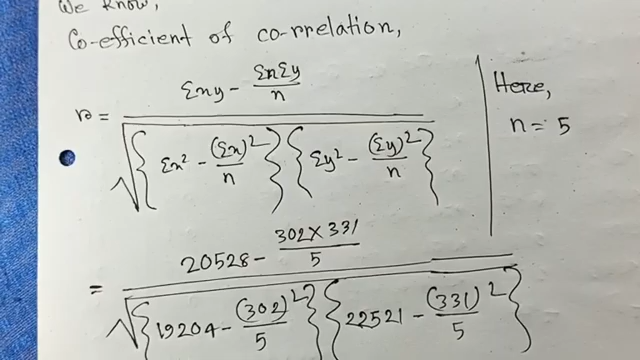 We know,
Co-efficient of co-rrelation,
r = (Σxy - ΣxΣy/n) / √({Σx² - (Σx)²/n} {Σy² - (Σy)²/n})
Here,
n = 5
= (20528 - 302×331/5) / √({19204 - (302)²/5} {22521 - (331)²/5})